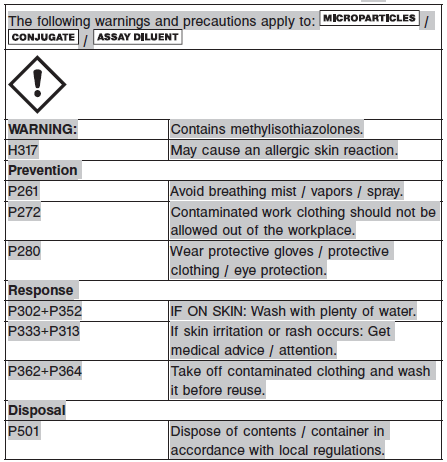 The following warnings and precautions apply to: MICROPARTICLES /
CONJUGATE / ASSAY DILUENT
WARNING: Contains methylisothiazolones.
H317 May cause an allergic skin reaction.
Prevention
P261 Avoid breathing mist / vapors / spray.
P272 Contaminated work clothing should not be
allowed out of the workplace.
P280 Wear protective gloves / protective
clothing / eye protection.
Response
P302+P352 IF ON SKIN: Wash with plenty of water.
P333+P313 If skin irritation or rash occurs: Get
medical advice / attention.
P362+P364 Take off contaminated clothing and wash
it before reuse.
Disposal
P501 Dispose of contents / container in
accordance with local regulations.